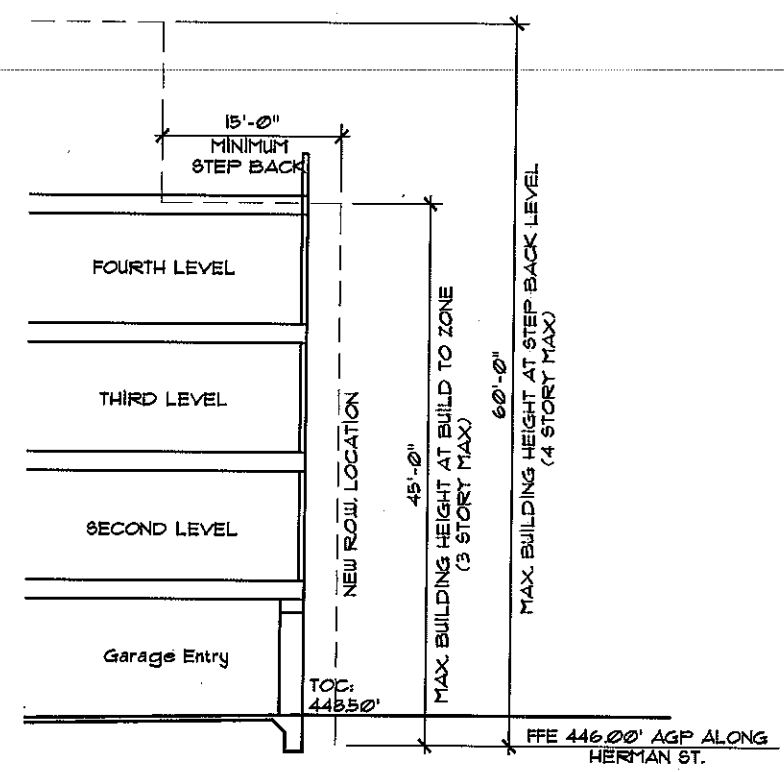 15'-0"
MINIMUM
STEP BACK
FOURTH LEVEL
THIRD LEVEL
SECOND LEVEL
Garage Entry
NEW R.O.W. LOCATION
45'-0"
MAX. BUILDING HEIGHT AT BUILD TO ZONE
(3 STORY MAX)
60'-0"
MAX. BUILDING HEIGHT AT STEP BACK LEVEL
(4 STORY MAX)
TOC:
448.50'
FFE 446.00' AGP ALONG
HERMAN ST.